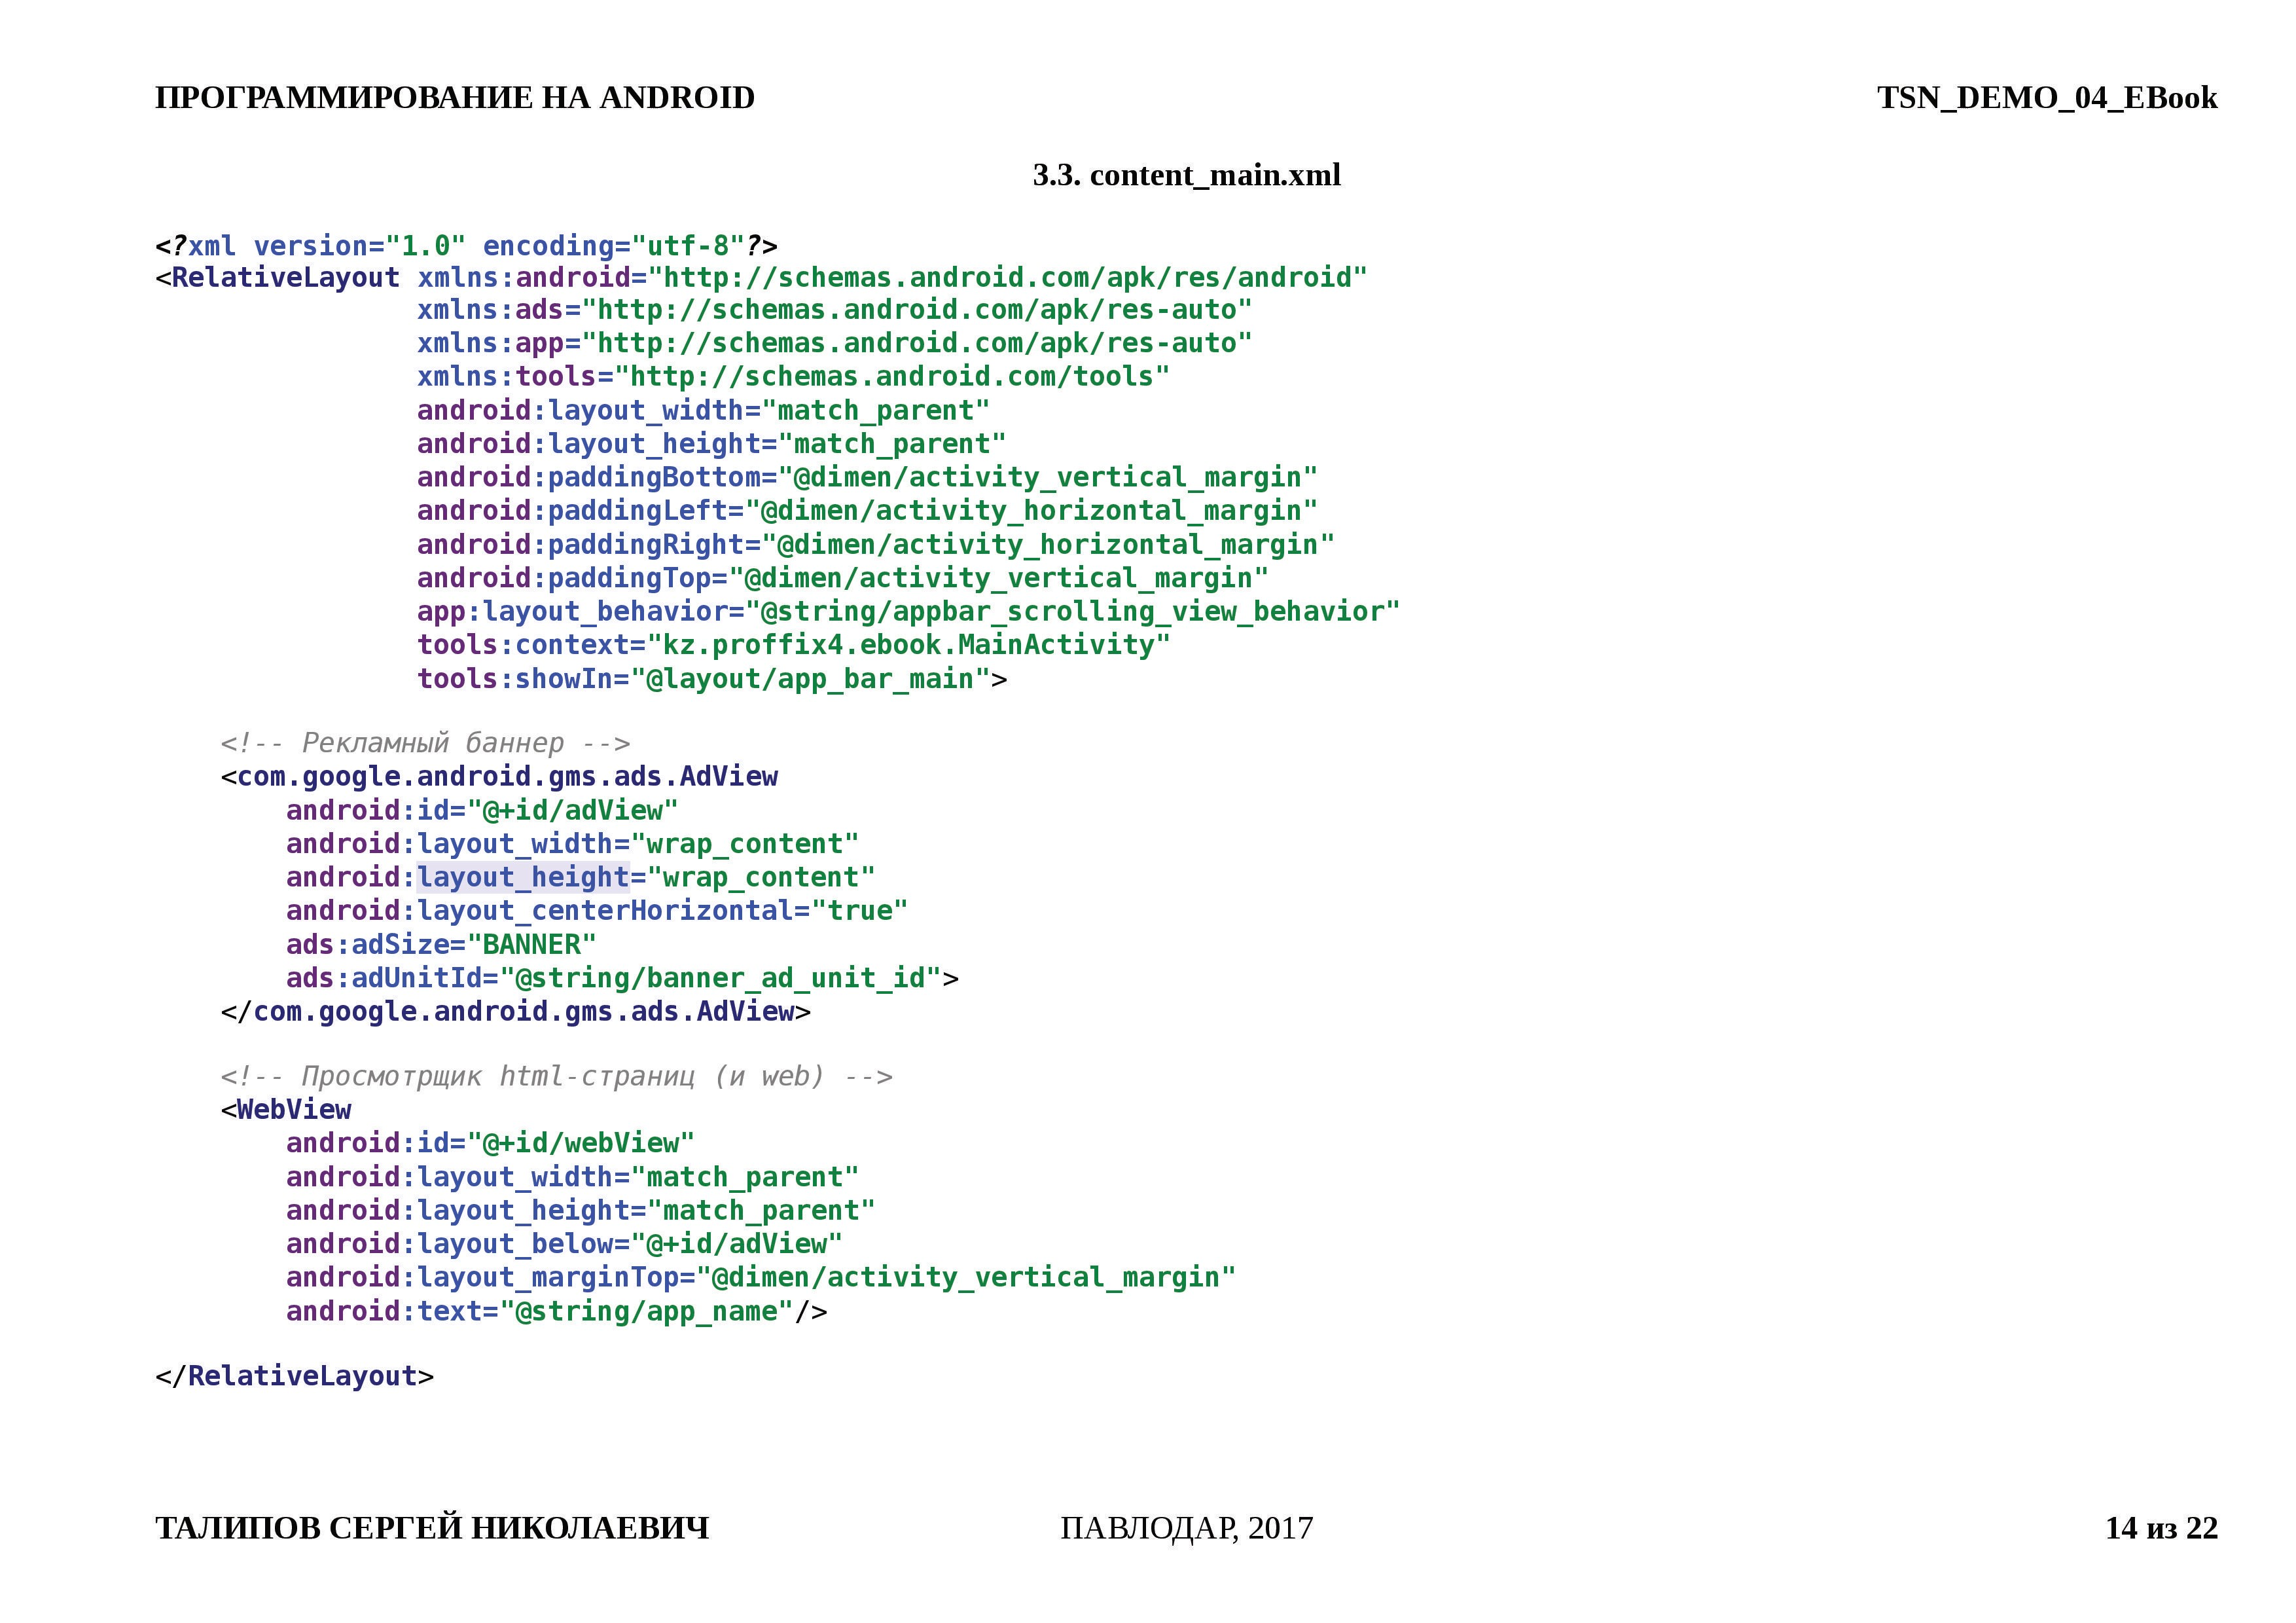 ПРОГРАММИРОВАНИЕ НА ANDROID TSN_DEMO_04_EBook
3.3. content_main.xml
<?xml version="1.0" encoding="utf-8"?>
<RelativeLayout xmlns:android="http://schemas.android.com/apk/res/android"
xmlns:ads="http://schemas.android.com/apk/res-auto"
xmlns:app="http://schemas.android.com/apk/res-auto"
xmlns:tools="http://schemas.android.com/tools"
android:layout_width="match_parent"
android:layout_height="match_parent"
android:paddingBottom="@dimen/activity_vertical_margin"
android:paddingLeft="@dimen/activity_horizontal_margin"
android:paddingRight="@dimen/activity_horizontal_margin"
android:paddingTop="@dimen/activity_vertical_margin"
app:layout_behavior="@string/appbar_scrolling_view_behavior"
tools:context="kz.proffix4.ebook.MainActivity"
tools:showIn="@layout/app_bar_main">
<!-- Рекламный баннер -->
<com.google.android.gms.ads.AdView
android:id="@+id/adView"
android:layout_width="wrap_content"
android:layout_height="wrap_content"
android:layout_centerHorizontal="true"
ads:adSize="BANNER"
ads:adUnitId="@string/banner_ad_unit_id">
</com.google.android.gms.ads.AdView>
<!-- Просмотрщик html-страниц (и web) -->
<WebView
android:id="@+id/webView"
android:layout_width="match_parent"
android:layout_height="match_parent"
android:layout_below="@+id/adView"
android:layout_marginTop="@dimen/activity_vertical_margin"
android:text="@string/app_name"/>
</RelativeLayout>
ТАЛИПОВ СЕРГЕЙ НИКОЛАЕВИЧ ПАВЛОДАР, 2017 14 из 22